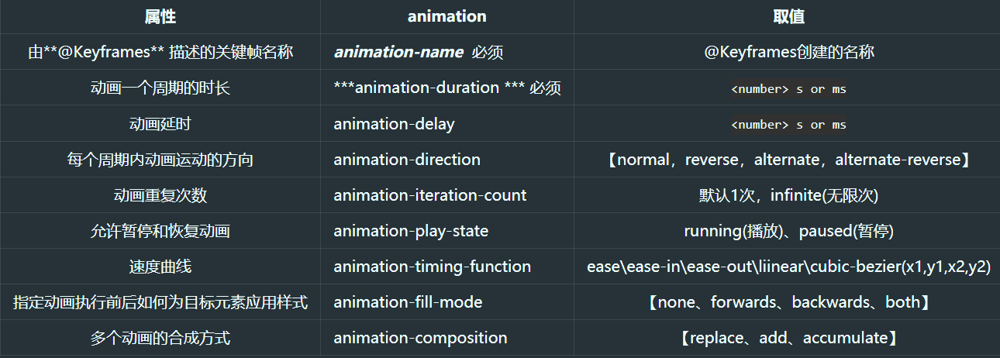 属性 animation 取值
由**@Keyframes** 描述的关键帧名称 animation-name 必须 @Keyframes创建的名称
动画一个周期的时长 ***animation-duration *** 必须 <number> s or ms
动画延时 animation-delay <number> s or ms
每个周期内动画运动的方向 animation-direction 【normal，reverse，alternate，alternate-reverse】
动画重复次数 animation-iteration-count 默认1次，infinite(无限次)
允许暂停和恢复动画 animation-play-state running(播放)、paused(暂停)
速度曲线 animation-timing-function ease\ease-in\ease-out\liinear\cubic-bezier(x1,y1,x2,y2)
指定动画执行前后如何为目标元素应用样式 animation-fill-mode 【none、forwards、backwards、both】
多个动画的合成方式 animation-composition 【replace、add、accumulate】